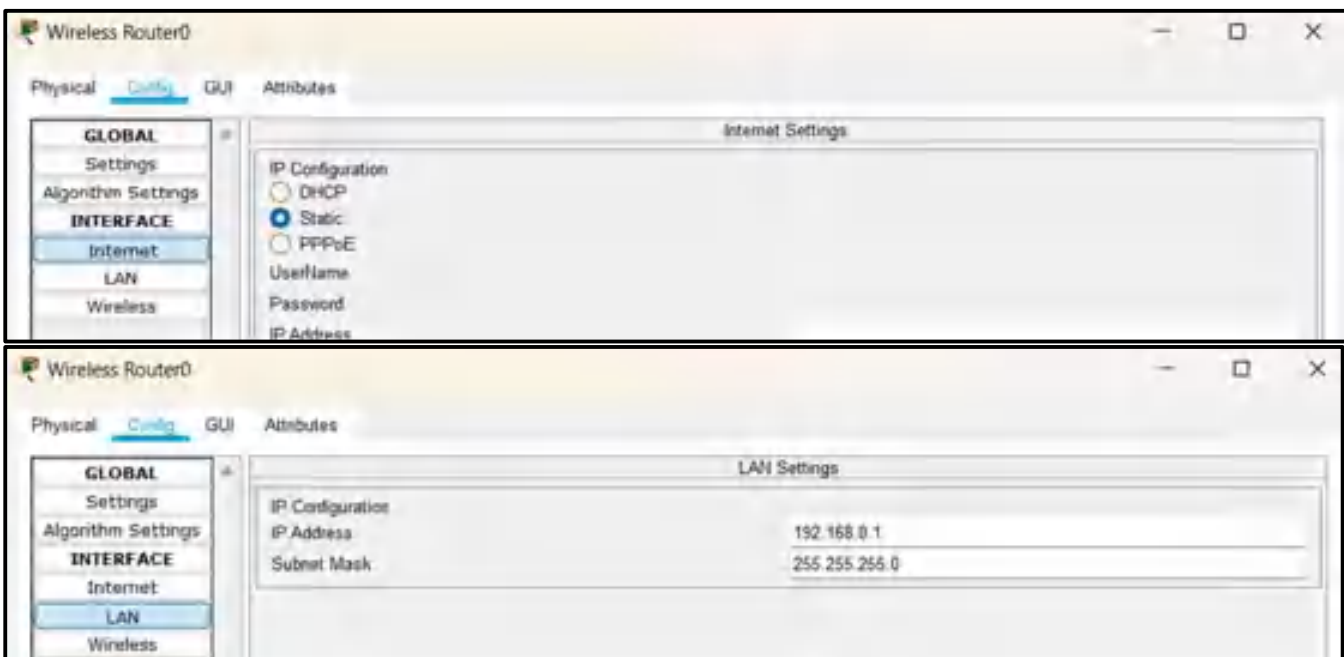 Wireless Router0
Physical Config GUI Attributes
GLOBAL
Settings
Algorithm Settings
INTERFACE
Internet
LAN
Wireless
Internet Settings
IP Configuration
DHCP
Static
PPPoE
UserName
Password
IP Address
Wireless Router0
Physical Config GUI Attributes
GLOBAL
Settings
Algorithm Settings
INTERFACE
Internet
LAN
Wireless
LAN Settings
IP Configuration
IP Address 192.168.0.1
Subnet Mask 255.255.255.0